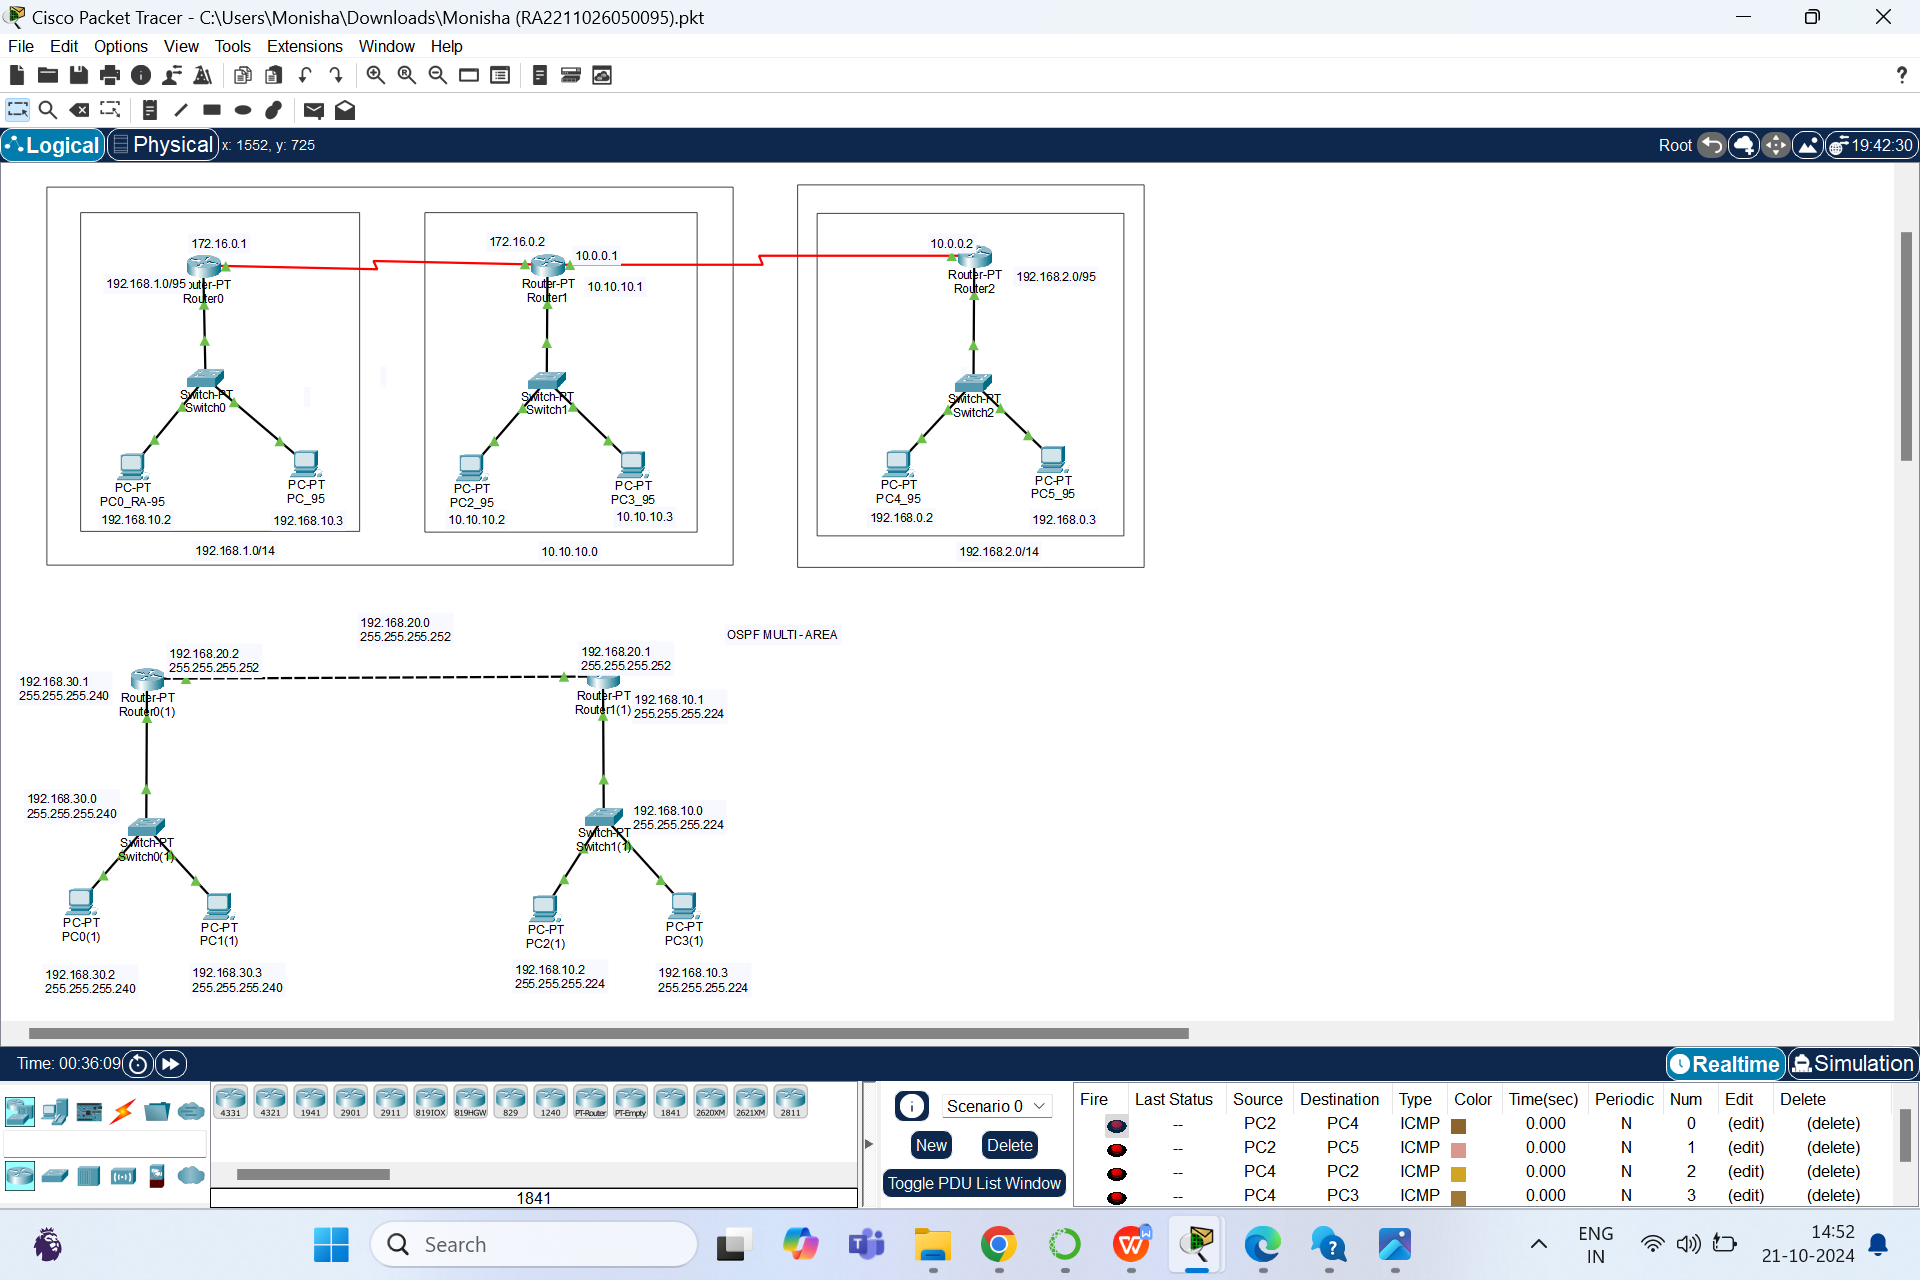 Cisco Packet Tracer - C:\Users\Monisha\Downloads\Monisha (RA2211026050095).pkt
File Edit Options View Tools Extensions Window Help
?
Logical Physical x: 1552, y: 725 Root 19:42:30
172.16.0.1
192.168.1.0/95
outer-PT
Router0
172.16.0.2
10.0.0.1
Router-PT
Router1
10.10.10.1
10.0.0.2
Router-PT
Router2
192.168.2.0/95
Switch-PT
Switch0
Switch-PT
Switch1
Switch-PT
Switch2
PC-PT
PC0_RA-95
192.168.10.2
PC-PT
PC_95
192.168.10.3
PC-PT
PC2_95
10.10.10.2
PC-PT
PC3_95
10.10.10.3
PC-PT
PC4_95
192.168.0.2
PC-PT
PC5_95
192.168.0.3
192.168.1.0/14
10.10.10.0
192.168.2.0/14
192.168.20.0
255.255.255.252
OSPF MULTI-AREA
192.168.20.2
255.255.255.252
192.168.20.1
255.255.255.252
192.168.30.1
255.255.255.240
Router-PT
Router0(1)
Router-PT
Router1(1)
192.168.10.1
255.255.255.224
192.168.30.0
255.255.255.240
192.168.10.0
255.255.255.224
Switch-PT
Switch0(1)
Switch-PT
Switch1(1)
PC-PT
PC0(1)
PC-PT
PC1(1)
PC-PT
PC2(1)
PC-PT
PC3(1)
192.168.30.2
255.255.255.240
192.168.30.3
255.255.255.240
192.168.10.2
255.255.255.224
192.168.10.3
255.255.255.224
Time: 00:36:09 Realtime Simulation
4331 4321 1941 2901 2911 819IOX 819HGW 829 1240 PT-Router PT-Empty 1841 2620XM 2621XM 2811
1841
Scenario 0
New Delete
Toggle PDU List Window
Fire Last Status Source Destination Type Color Time(sec) Periodic Num Edit Delete
-- PC2 PC4 ICMP 0.000 N 0 (edit) (delete)
-- PC2 PC5 ICMP 0.000 N 1 (edit) (delete)
-- PC4 PC2 ICMP 0.000 N 2 (edit) (delete)
-- PC4 PC3 ICMP 0.000 N 3 (edit) (delete)
Search
ENG
IN
14:52
21-10-2024